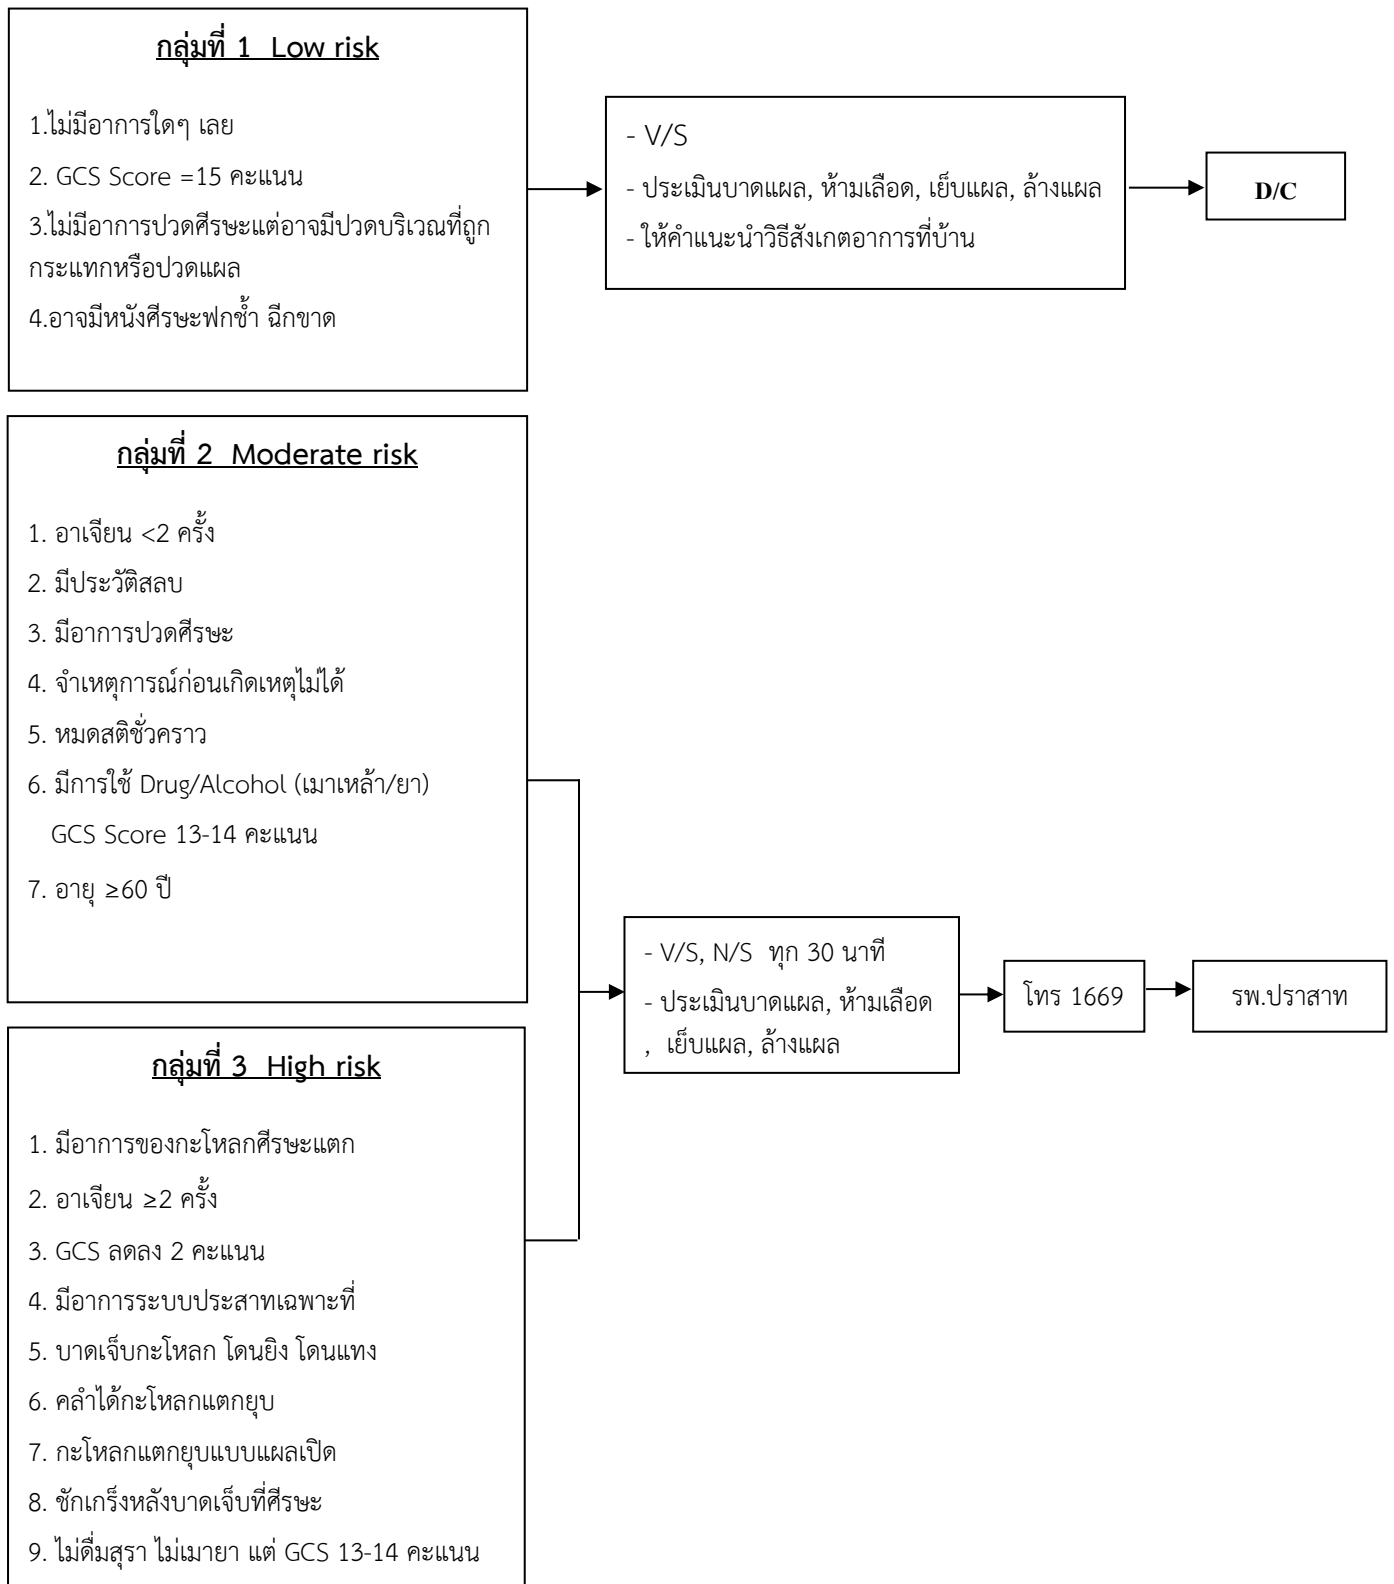 กลุ่มที่ 1  Low risk
1.ไม่มีอาการใดๆ เลย
2. GCS Score =15 คะแนน
3.ไม่มีอาการปวดศีรษะแต่อาจมีปวดบริเวณที่ถูก
กระแทกหรือปวดแผล
4.อาจมีหนังศีรษะฟกช้ำ ฉีกขาด
- V/S
- ประเมินบาดแผล, ห้ามเลือด, เย็บแผล, ล้างแผล
- ให้คำแนะนำวิธีสังเกตอาการที่บ้าน
D/C
กลุ่มที่ 2  Moderate risk
1. อาเจียน <2 ครั้ง
2. มีประวัติสลบ
3. มีอาการปวดศีรษะ
4. จำเหตุการณ์ก่อนเกิดเหตุไม่ได้
5. หมดสติชั่วคราว
6. มีการใช้ Drug/Alcohol (เมาเหล้า/ยา)
GCS Score 13-14 คะแนน
7. อายุ ≥60 ปี
- V/S, N/S  ทุก 30 นาที
- ประเมินบาดแผล, ห้ามเลือด
,  เย็บแผล, ล้างแผล
โทร 1669
รพ.ปราสาท
กลุ่มที่ 3  High risk
1. มีอาการของกะโหลกศีรษะแตก
2. อาเจียน ≥2 ครั้ง
3. GCS ลดลง 2 คะแนน
4. มีอาการระบบประสาทเฉพาะที่
5. บาดเจ็บกะโหลก โดนยิง โดนแทง
6. คลำได้กะโหลกแตกยุบ
7. กะโหลกแตกยุบแบบแผลเปิด
8. ชักเกร็งหลังบาดเจ็บที่ศีรษะ
9. ไม่ดื่มสุรา ไม่เมายา แต่ GCS 13-14 คะแนน